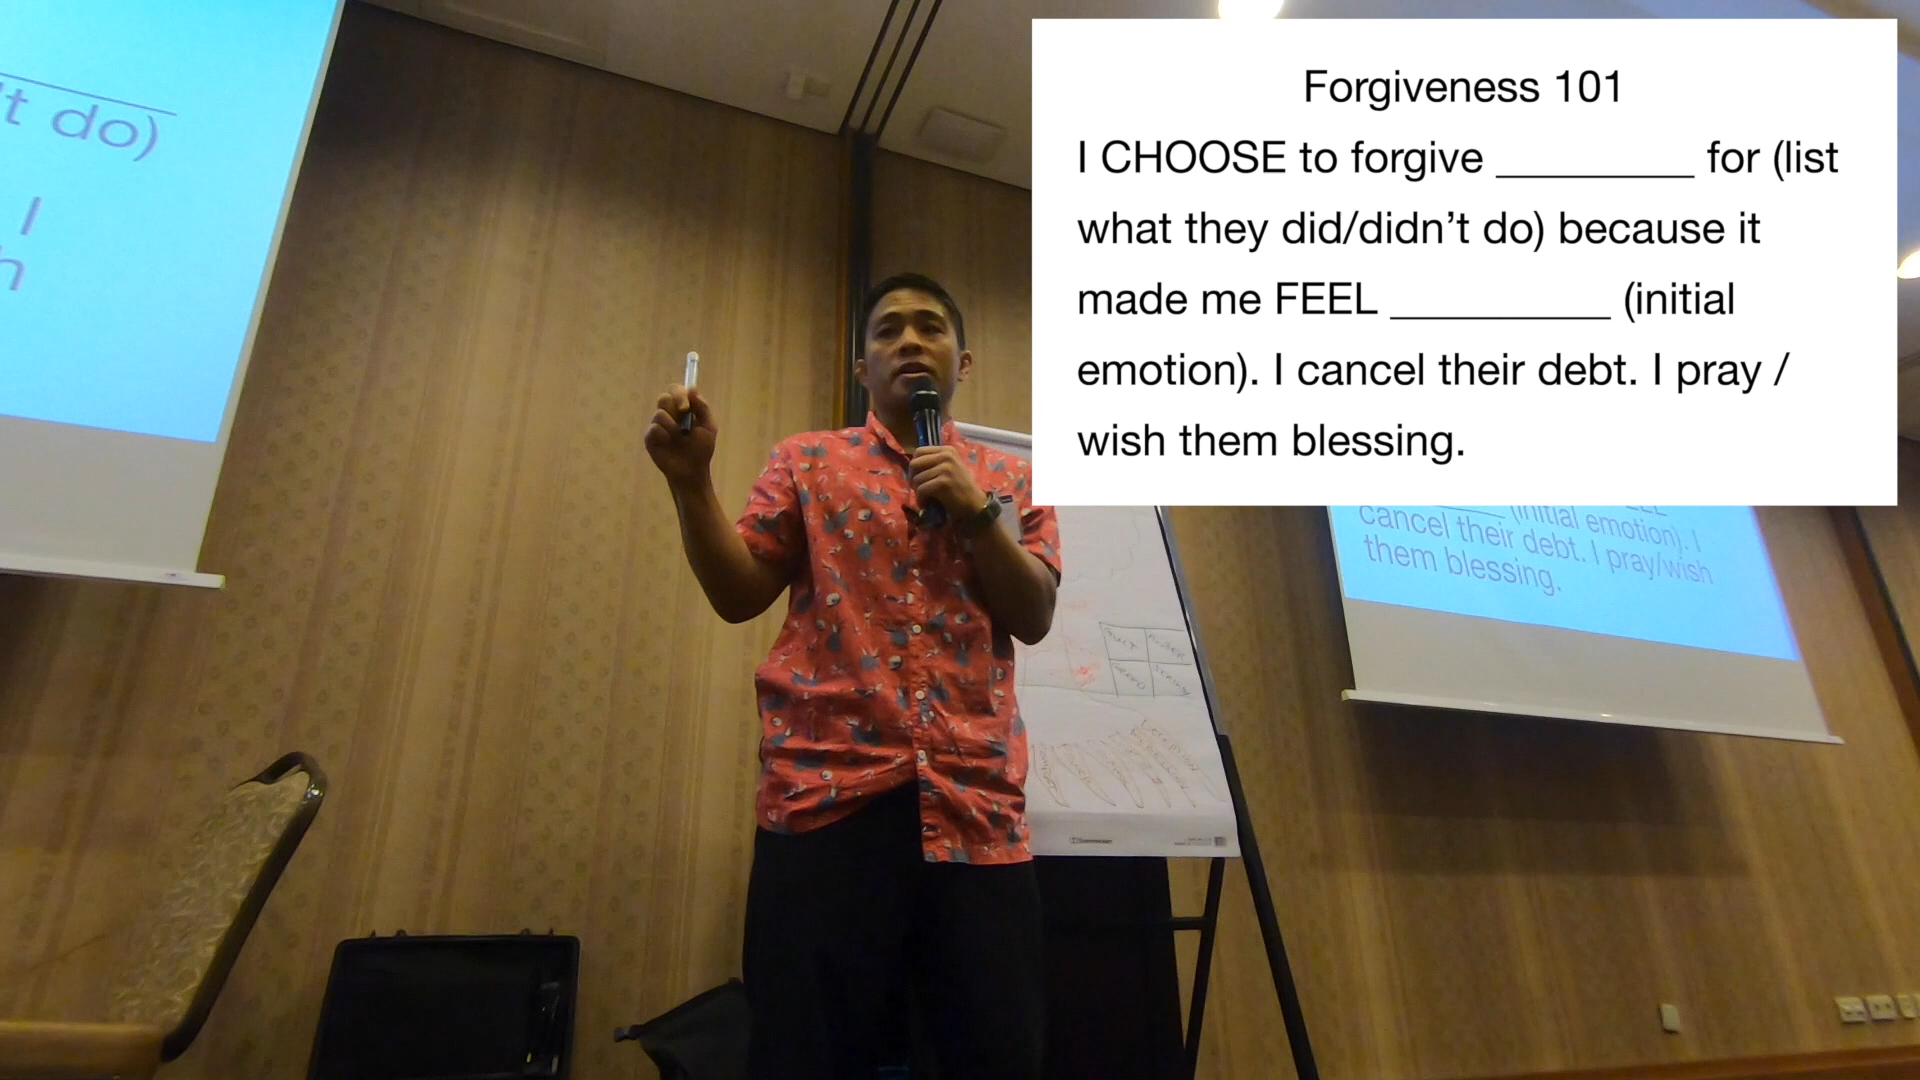 't do)
I
h
Forgiveness 101
I CHOOSE to forgive _________ for (list
what they did/didn’t do) because it
made me FEEL __________ (initial
emotion). I cancel their debt. I pray /
wish them blessing.
(initial emotion). I
cancel their debt. I pray/wish
them blessing.